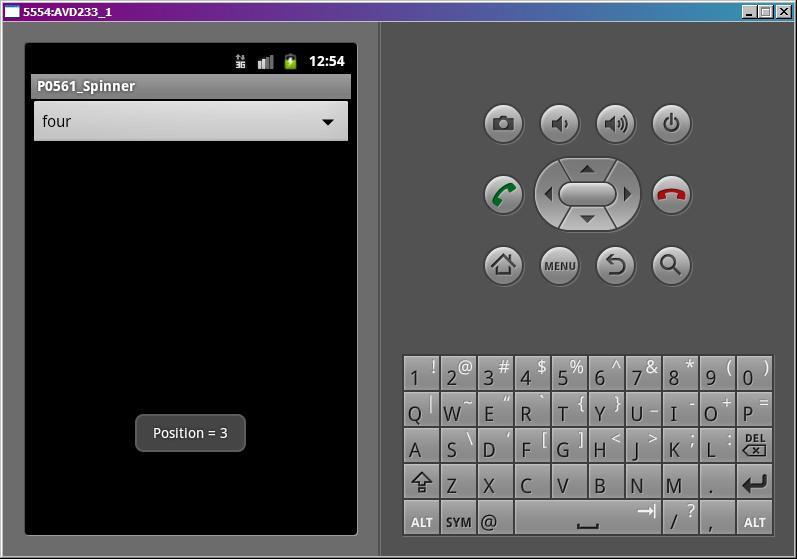 5554:AVD233_1
3G 12:54
P0561_Spinner
four
Position = 3
MENU
1 ! 2 @ 3 # 4 $ 5 % 6 ^ 7 & 8 * 9 ( 0 )
Q | W ~ E “ R ` T { Y } U _ I - O + P =
A S \ D ‘ F [ G ] H < J > K ; L : DEL
Z X C V B N M .
ALT SYM @ / ? , ALT